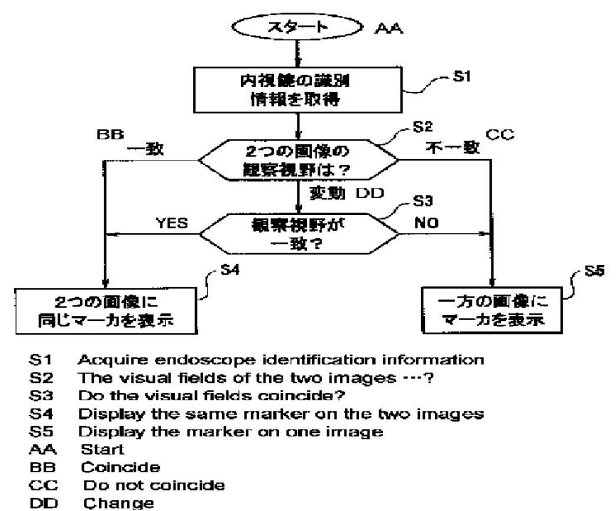 スタート AA
内視鏡の識別 S1
情報を取得
BB 一致
2つの画像の S2
観察視野は?
不一致 CC
変動 DD
YES
観察視野が S3
一致?
NO
2つの画像に S4
同じマーカを表示
一方の画像に S5
マーカを表示
S1 Acquire endoscope identification information
S2 The visual fields of the two images …?
S3 Do the visual fields coincide?
S4 Display the same marker on the two images
S5 Display the marker on one image
AA Start
BB Coincide
CC Do not coincide
DD Change